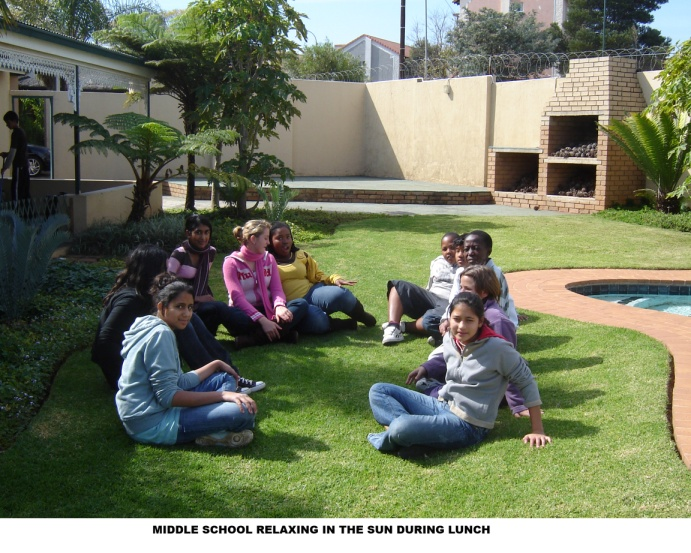 MIDDLE SCHOOL RELAXING IN THE SUN DURING LUNCH